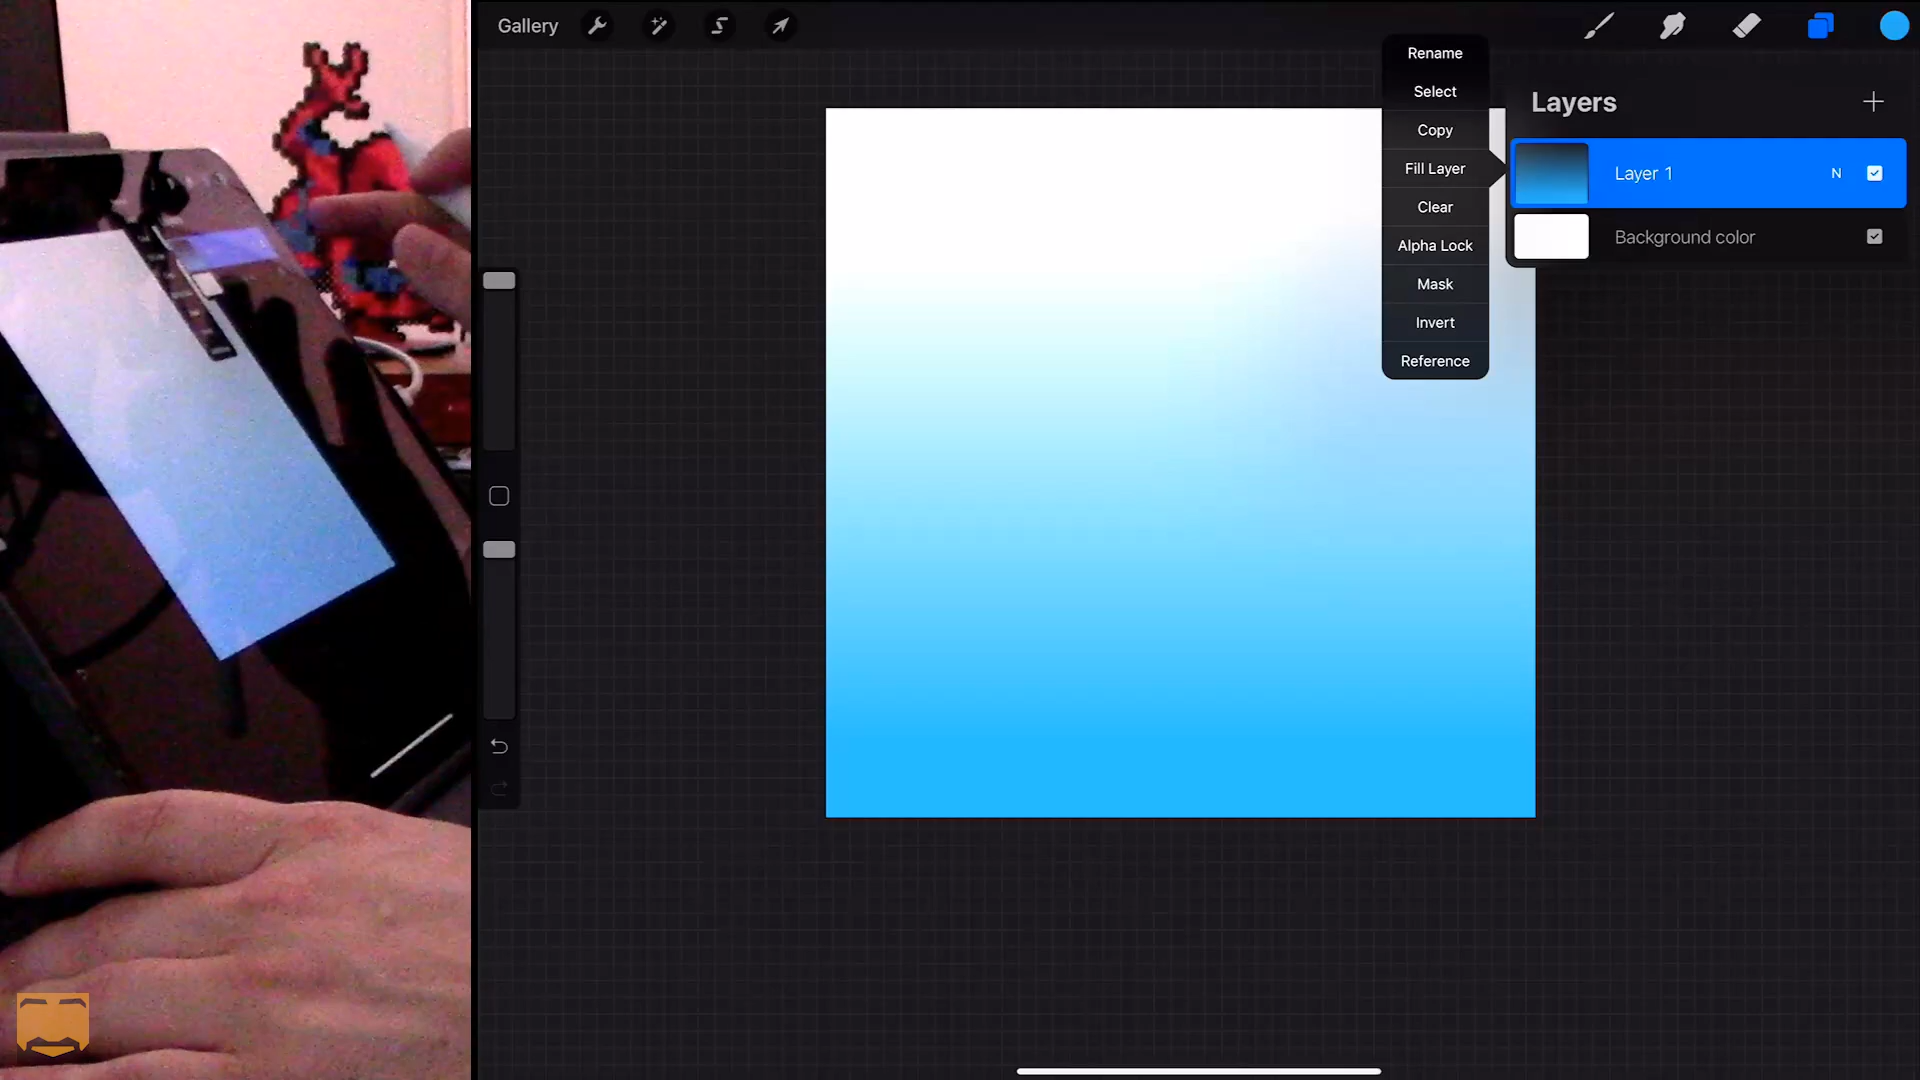 Gallery
Rename
Select
Copy
Fill Layer
Clear
Alpha Lock
Mask
Invert
Reference
Layers
Layer 1
N
Background color